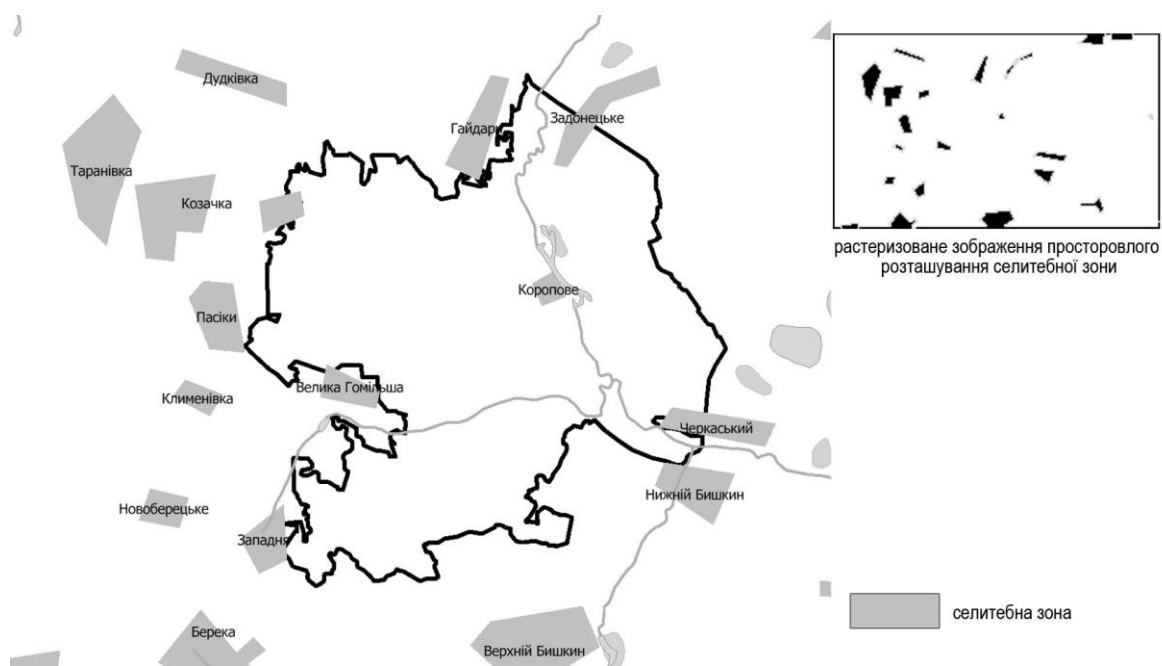 Дудківка
Гайдари
Задонецьке
Таранівка
Козачка
растеризоване зображення просторовлого
розташування селитебної зони
Коропове
Пасіки
Велика Гомільша
Клименівка
Черкаський
Нижній Бишкин
Новоберецьке
Западня
селитебна зона
Берека
Верхній Бишкин